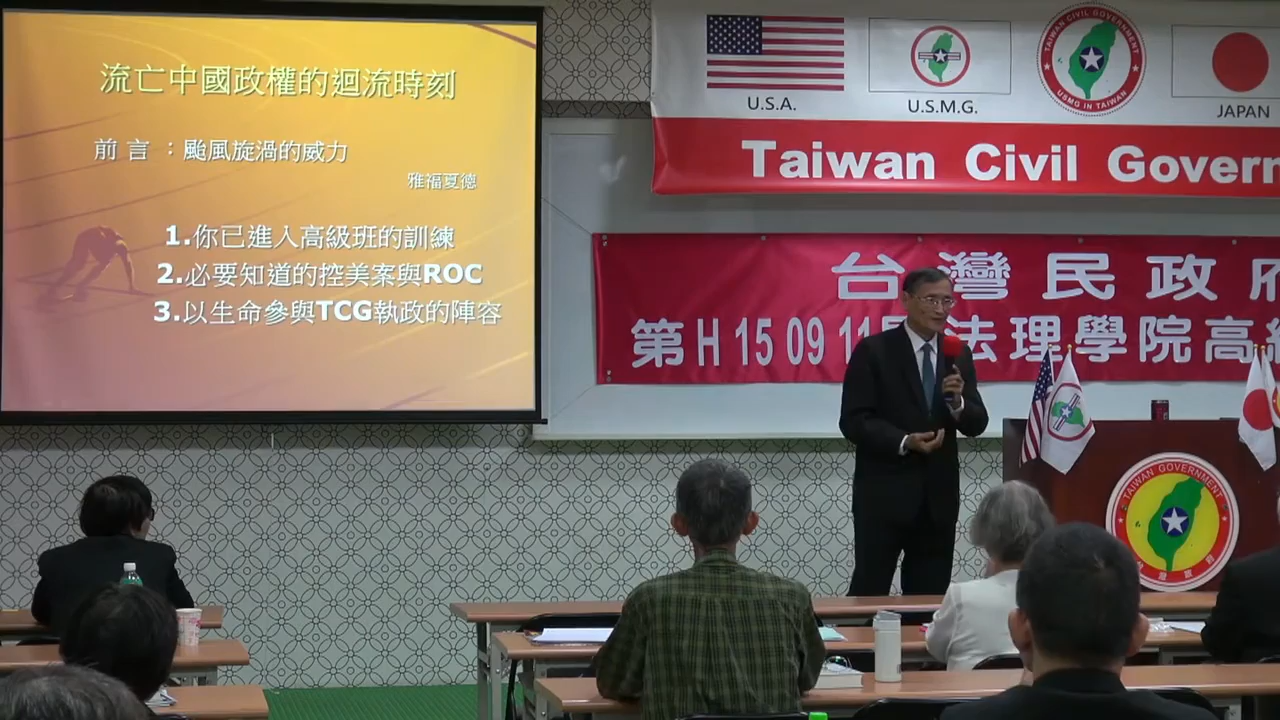 流亡中國政權的迴流時刻
前 言 ：颱風旋渦的威力
雅福夏德
1.你已進入高級班的訓練
2.必要知道的控美案與ROC
3.以生命參與TCG執政的陣容
U.S.A.
U.S.M.G.
TAIWAN CIVIL GOVERNMENT
USMG IN TAIWAN
JAPAN
Taiwan Civil Govern
台灣民政府
第H 15 09 11 法理學院高
TAIWAN GOVERNMENT